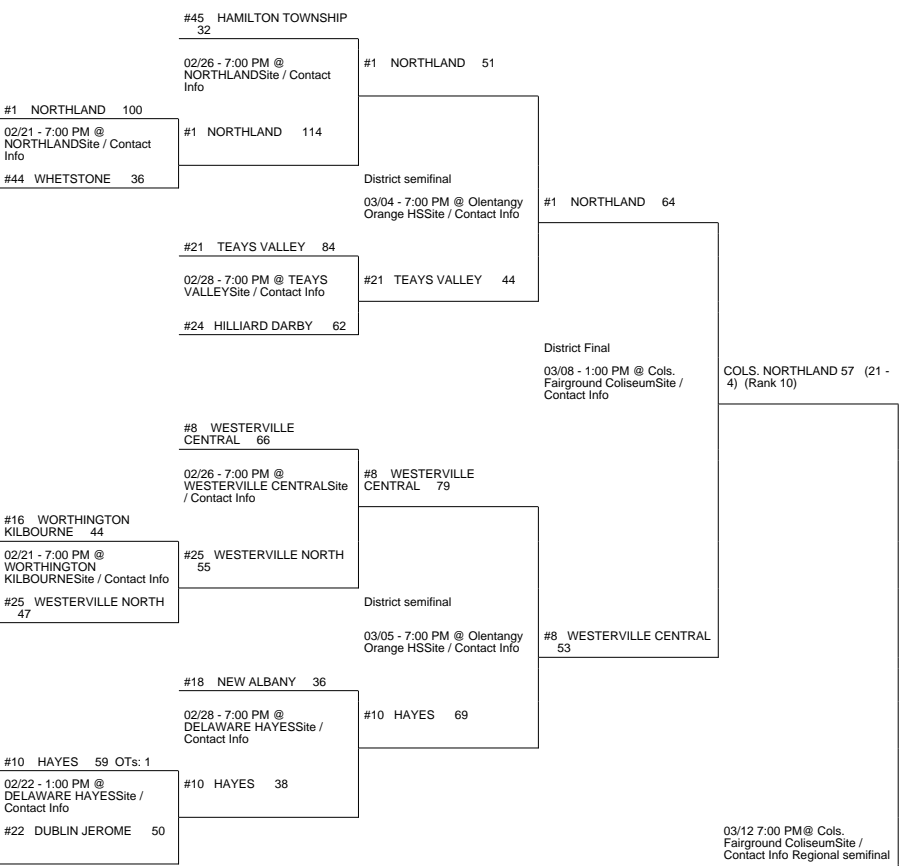 #45 HAMILTON TOWNSHIP
32
02/26 - 7:00 PM @
NORTHLANDSite / Contact
Info
#1 NORTHLAND 51
#1 NORTHLAND 100
02/21 - 7:00 PM @
NORTHLANDSite / Contact
Info
#1 NORTHLAND 114
#44 WHETSTONE 36
District semifinal
03/04 - 7:00 PM @ Olentangy
Orange HSSite / Contact Info
#1 NORTHLAND 64
#21 TEAYS VALLEY 84
02/28 - 7:00 PM @ TEAYS
VALLEYSite / Contact Info
#21 TEAYS VALLEY 44
#24 HILLIARD DARBY 62
District Final
03/08 - 1:00 PM @ Cols.
Fairground ColiseumSite /
Contact Info
COLS. NORTHLAND 57 (21 -
4) (Rank 10)
#8 WESTERVILLE
CENTRAL 66
02/26 - 7:00 PM @
WESTERVILLE CENTRALSite
/ Contact Info
#8 WESTERVILLE
CENTRAL 79
#16 WORTHINGTON
KILBOURNE 44
02/21 - 7:00 PM @
WORTHINGTON
KILBOURNESite / Contact Info
#25 WESTERVILLE NORTH
55
#25 WESTERVILLE NORTH
47
District semifinal
03/05 - 7:00 PM @ Olentangy
Orange HSSite / Contact Info
#8 WESTERVILLE CENTRAL
53
#18 NEW ALBANY 36
02/28 - 7:00 PM @
DELAWARE HAYESSite /
Contact Info
#10 HAYES 69
#10 HAYES 59 OTs: 1
02/22 - 1:00 PM @
DELAWARE HAYESSite /
Contact Info
#10 HAYES 38
#22 DUBLIN JEROME 50
03/12 7:00 PM@ Cols.
Fairground ColiseumSite /
Contact Info Regional semifinal